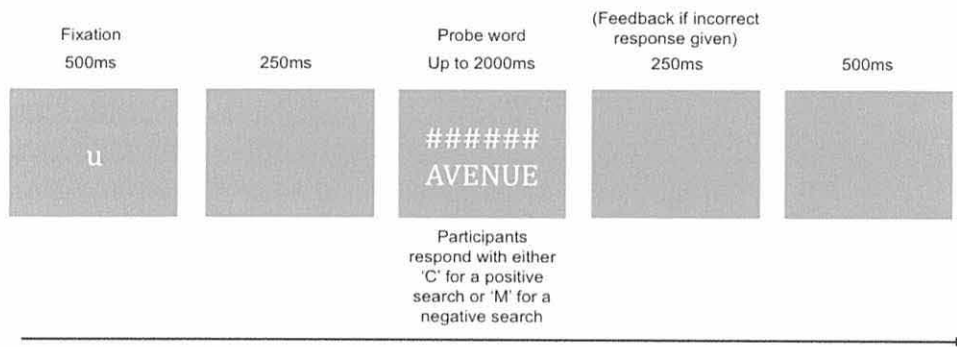 Fixation
500ms
250ms
Probe word
Up to 2000ms
(Feedback if incorrect
response given)
250ms
500ms
u
######
AVENUE
Participants
respond with either
‘C’ for a positive
search or ‘M’ for a
negative search